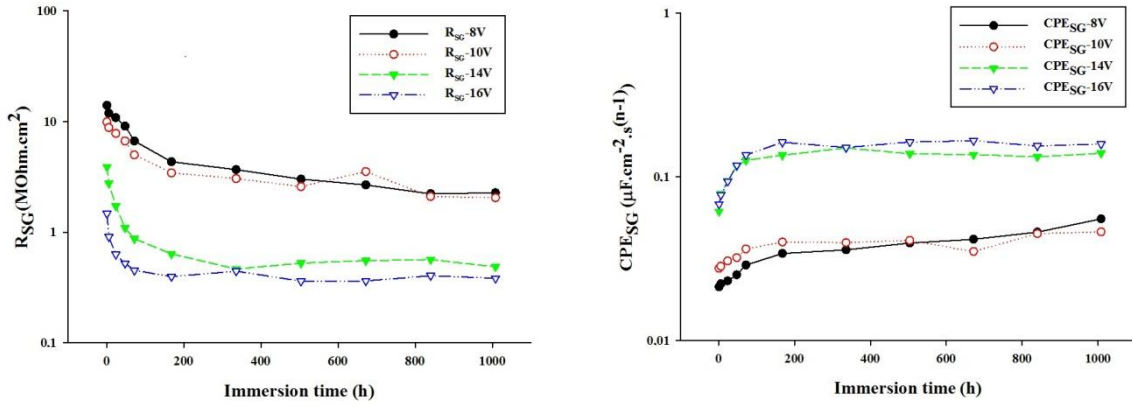 100
10
1
0.1
R_SG(MOhm.cm²)
R_SG-8V
R_SG-10V
R_SG-14V
R_SG-16V
0 200 400 600 800 1000
Immersion time (h)
1
0.1
0.01
CPE_SG (µF.cm⁻².s⁽ⁿ⁻¹⁾
CPE_SG-8V
CPE_SG-10V
CPE_SG-14V
CPE_SG-16V
0 200 400 600 800 1000
Immersion time (h)